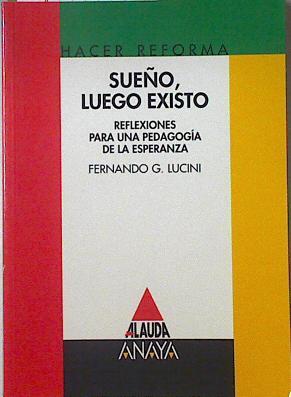 HACER REFORMA
SUEÑO,
LUEGO EXISTO
REFLEXIONES
PARA UNA PEDAGOGÍA
DE LA ESPERANZA
FERNANDO G. LUCINI
ALAUDA
ANAYA